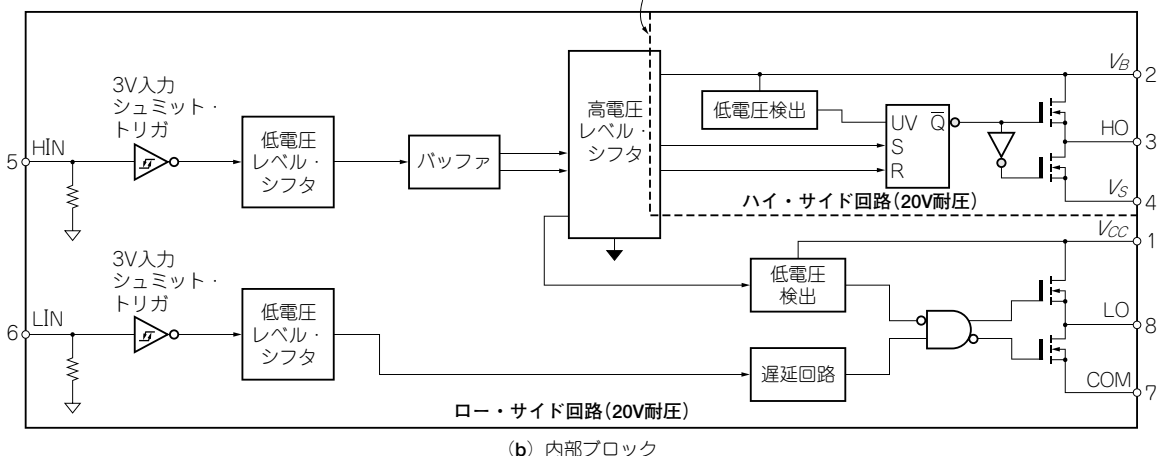 3V入力
シュミット・
トリガ
5
HIN
低電圧
レベル・
シフタ
バッファ
高電圧
レベル・
シフタ
低電圧検出
UV
Q̅
S
R
VB
2
HO
3
VS
4
ハイ・サイド回路(20V耐圧)
VCC
1
3V入力
シュミット・
トリガ
6
LIN
低電圧
レベル・
シフタ
低電圧
検出
遅延回路
LO
8
COM
7
ロー・サイド回路(20V耐圧)
(b) 内部ブロック